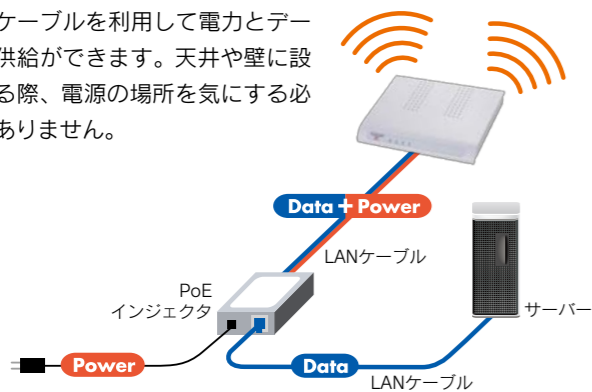 ケーブルを利用して電力とデー
供給ができます。天井や壁に設
る際、電源の場所を気にする必
ありません。
Data + Power
LANケーブル
PoE
インジェクタ
サーバー
Power
Data
LANケーブル